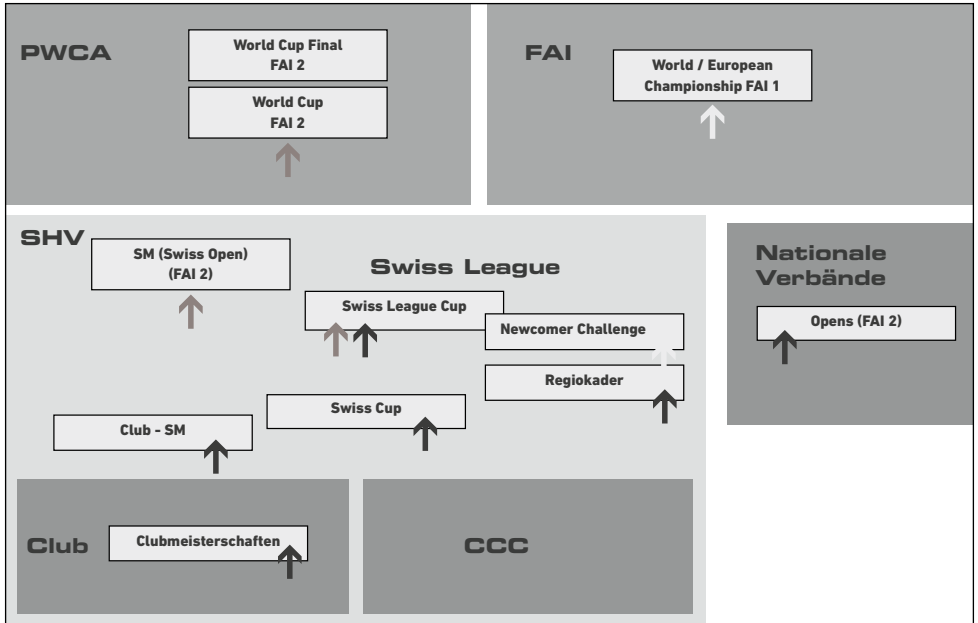 PWCA
World Cup Final
FAI 2
World Cup
FAI 2
FAI
World / European
Championship FAI 1
SHV
SM (Swiss Open)
(FAI 2)
Swiss League
Swiss League Cup
Newcomer Challenge
Regiokader
Swiss Cup
Club - SM
Nationale
Verbände
Opens (FAI 2)
Club
Clubmeisterschaften
CCC